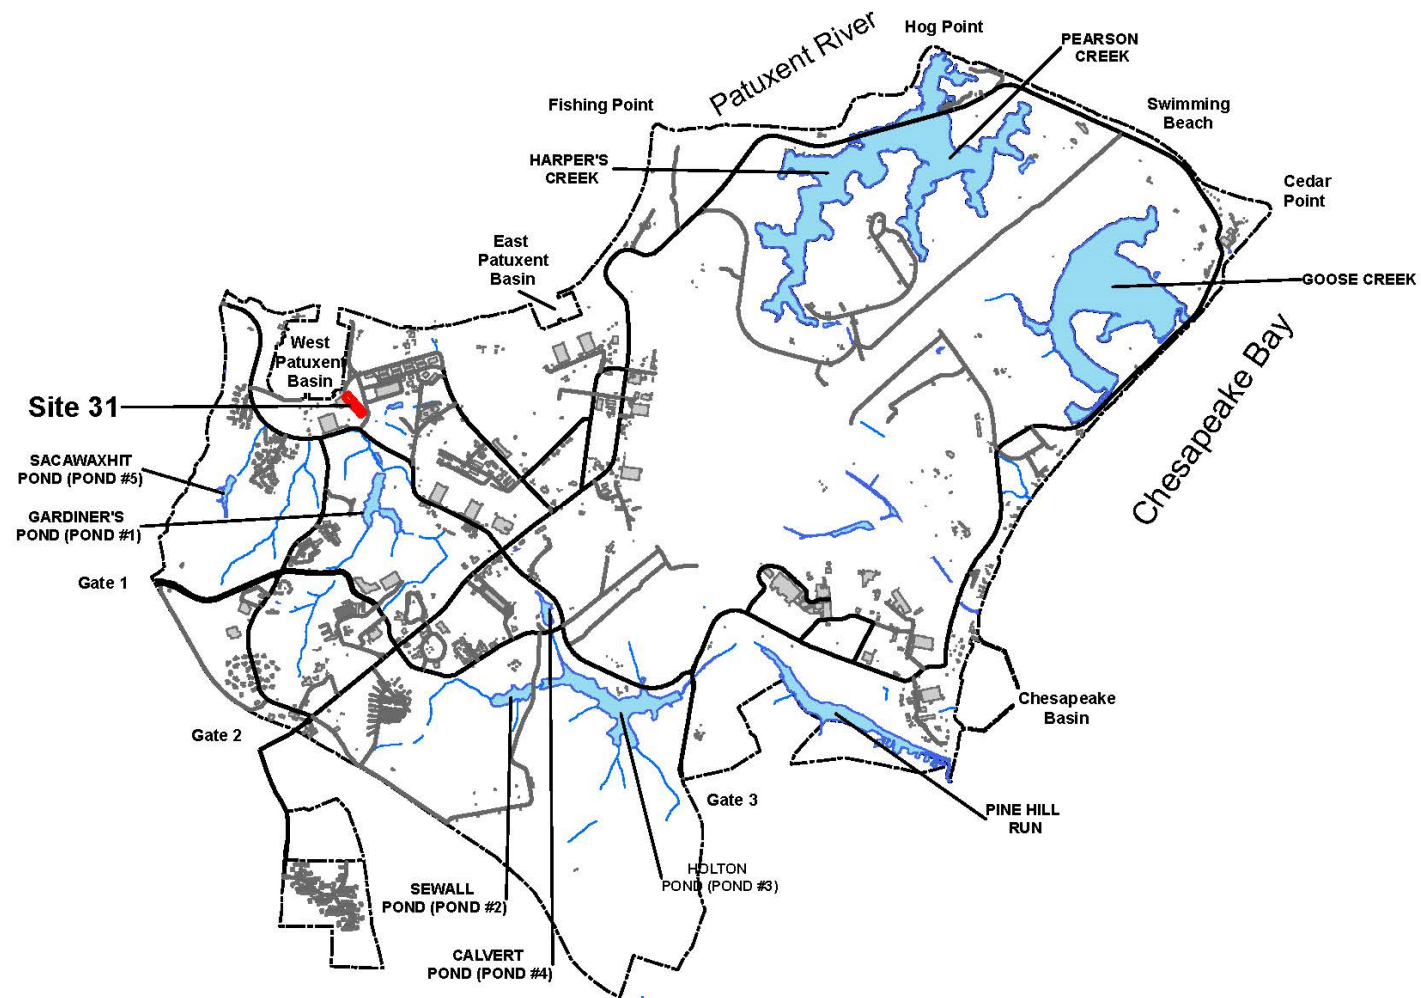 Hog Point
Patuxent River
PEARSON
CREEK
Fishing Point
Swimming
Beach
HARPER'S
CREEK
Cedar
Point
East
Patuxent
Basin
GOOSE CREEK
West
Patuxent
Basin
Site 31
Chesapeake Bay
SACAWAXHIT
POND (POND #5)
GARDINER'S
POND (POND #1)
Gate 1
Gate 2
Chesapeake
Basin
Gate 3
PINE HILL
RUN
HOLTON
POND (POND #3)
SEWALL
POND (POND #2)
CALVERT
POND (POND #4)